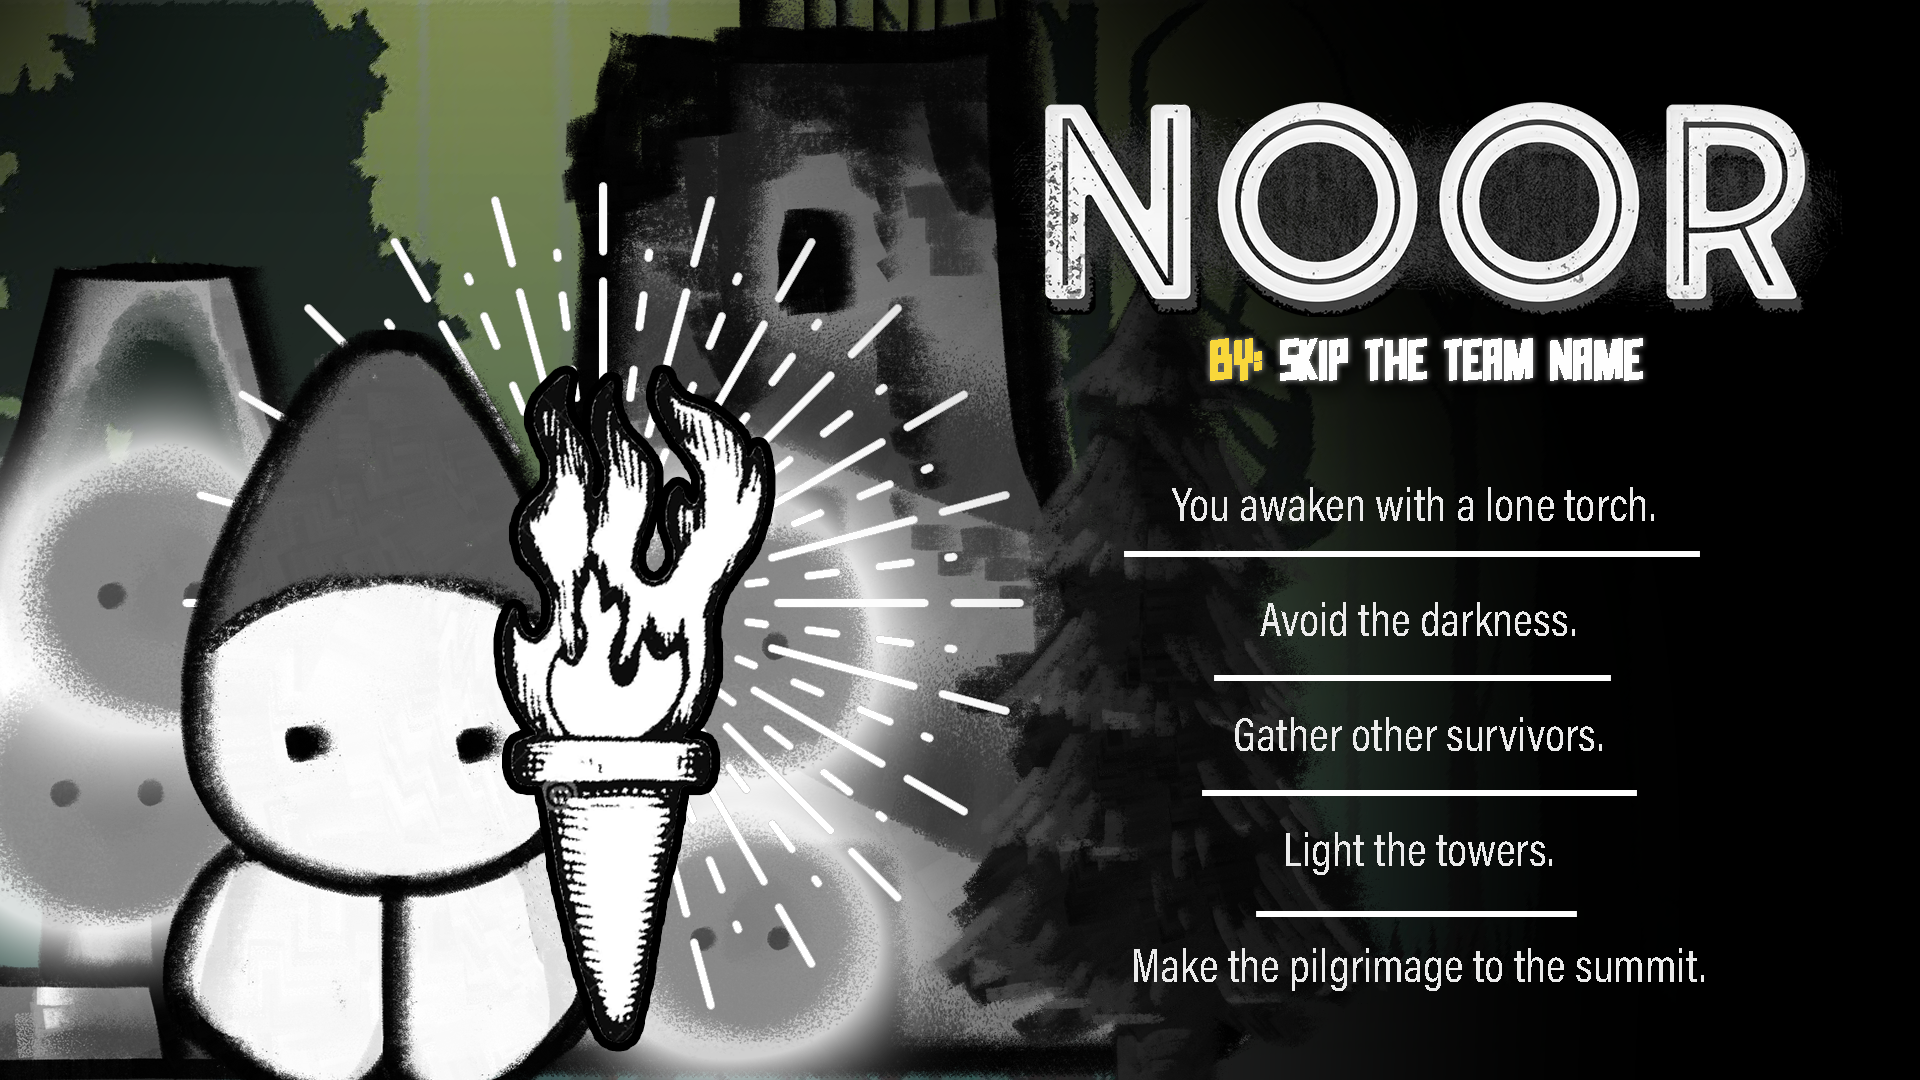 NOOR
BY: SKIP THE TEAM NAME
You awaken with a lone torch.
Avoid the darkness.
Gather other survivors.
Light the towers.
Make the pilgrimage to the summit.